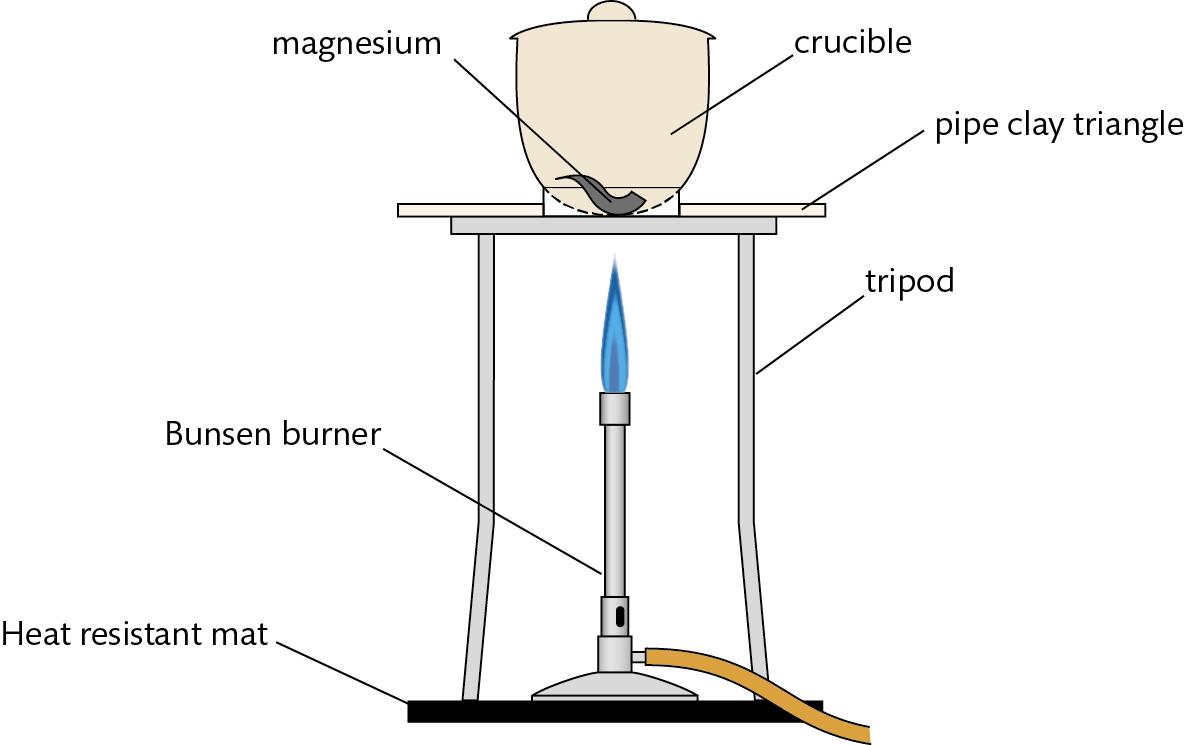 magnesium
crucible
pipe clay triangle
tripod
Bunsen burner
Heat resistant mat